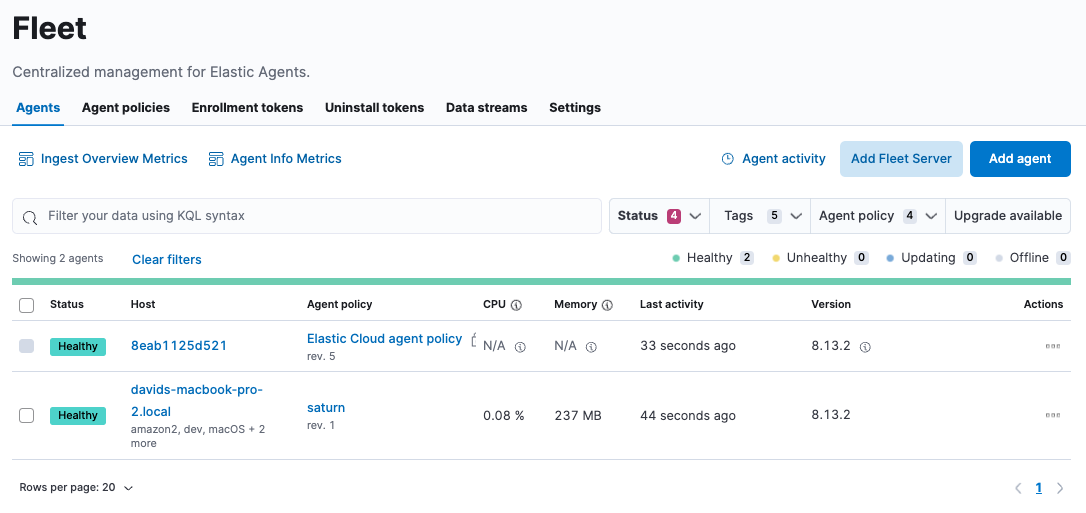 Fleet
Centralized management for Elastic Agents.
Agents Agent policies Enrollment tokens Uninstall tokens Data streams Settings
Ingest Overview Metrics Agent Info Metrics Agent activity Add Fleet Server Add agent
Filter your data using KQL syntax Status 4 Tags 5 Agent policy 4 Upgrade available
Showing 2 agents Clear filters Healthy 2 Unhealthy 0 Updating 0 Offline 0
Status Host Agent policy CPU Memory Last activity Version Actions
Healthy 8eab1125d521 Elastic Cloud agent policy N/A N/A 33 seconds ago 8.13.2
rev. 5
davids-macbook-pro-
Healthy 2.local saturn 0.08 % 237 MB 44 seconds ago 8.13.2
amazon2, dev, macOS + 2 rev. 1
more
Rows per page: 20 1